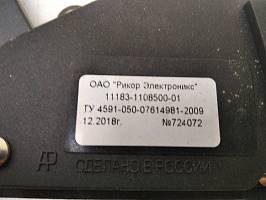 ОАО "Рикор Электроникс"
11183-1108500-01
ТУ 4591-050-07614981-2009
12.2018г. №724072
СДЕЛАНО В РОССИИ